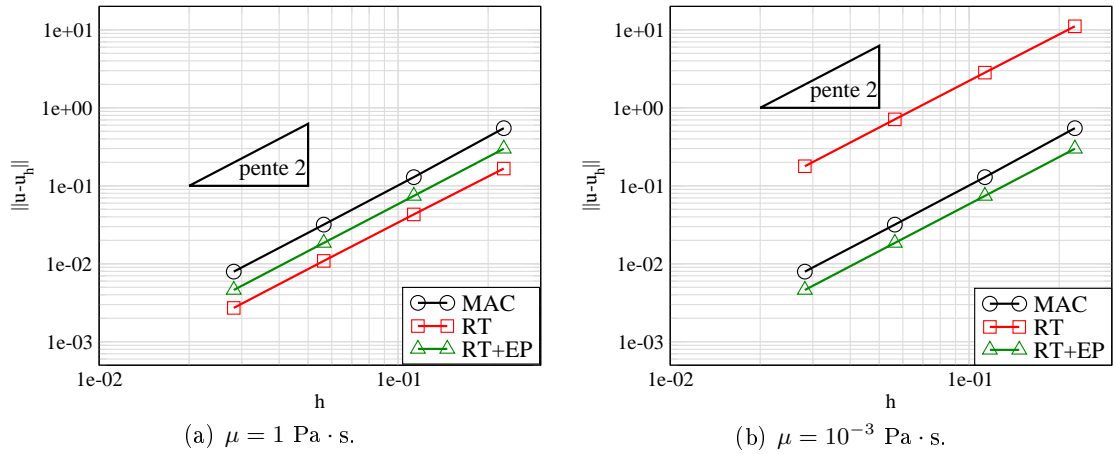 1e+01
1e+00
1e-01
1e-02
1e-03
||u-u_h||
pente 2
MAC
RT
RT+EP
1e-02
1e-01
h
(a) μ = 1 Pa · s.
1e+01
1e+00
1e-01
1e-02
1e-03
||u-u_h||
pente 2
MAC
RT
RT+EP
1e-02
1e-01
h
(b) μ = 10⁻³ Pa · s.